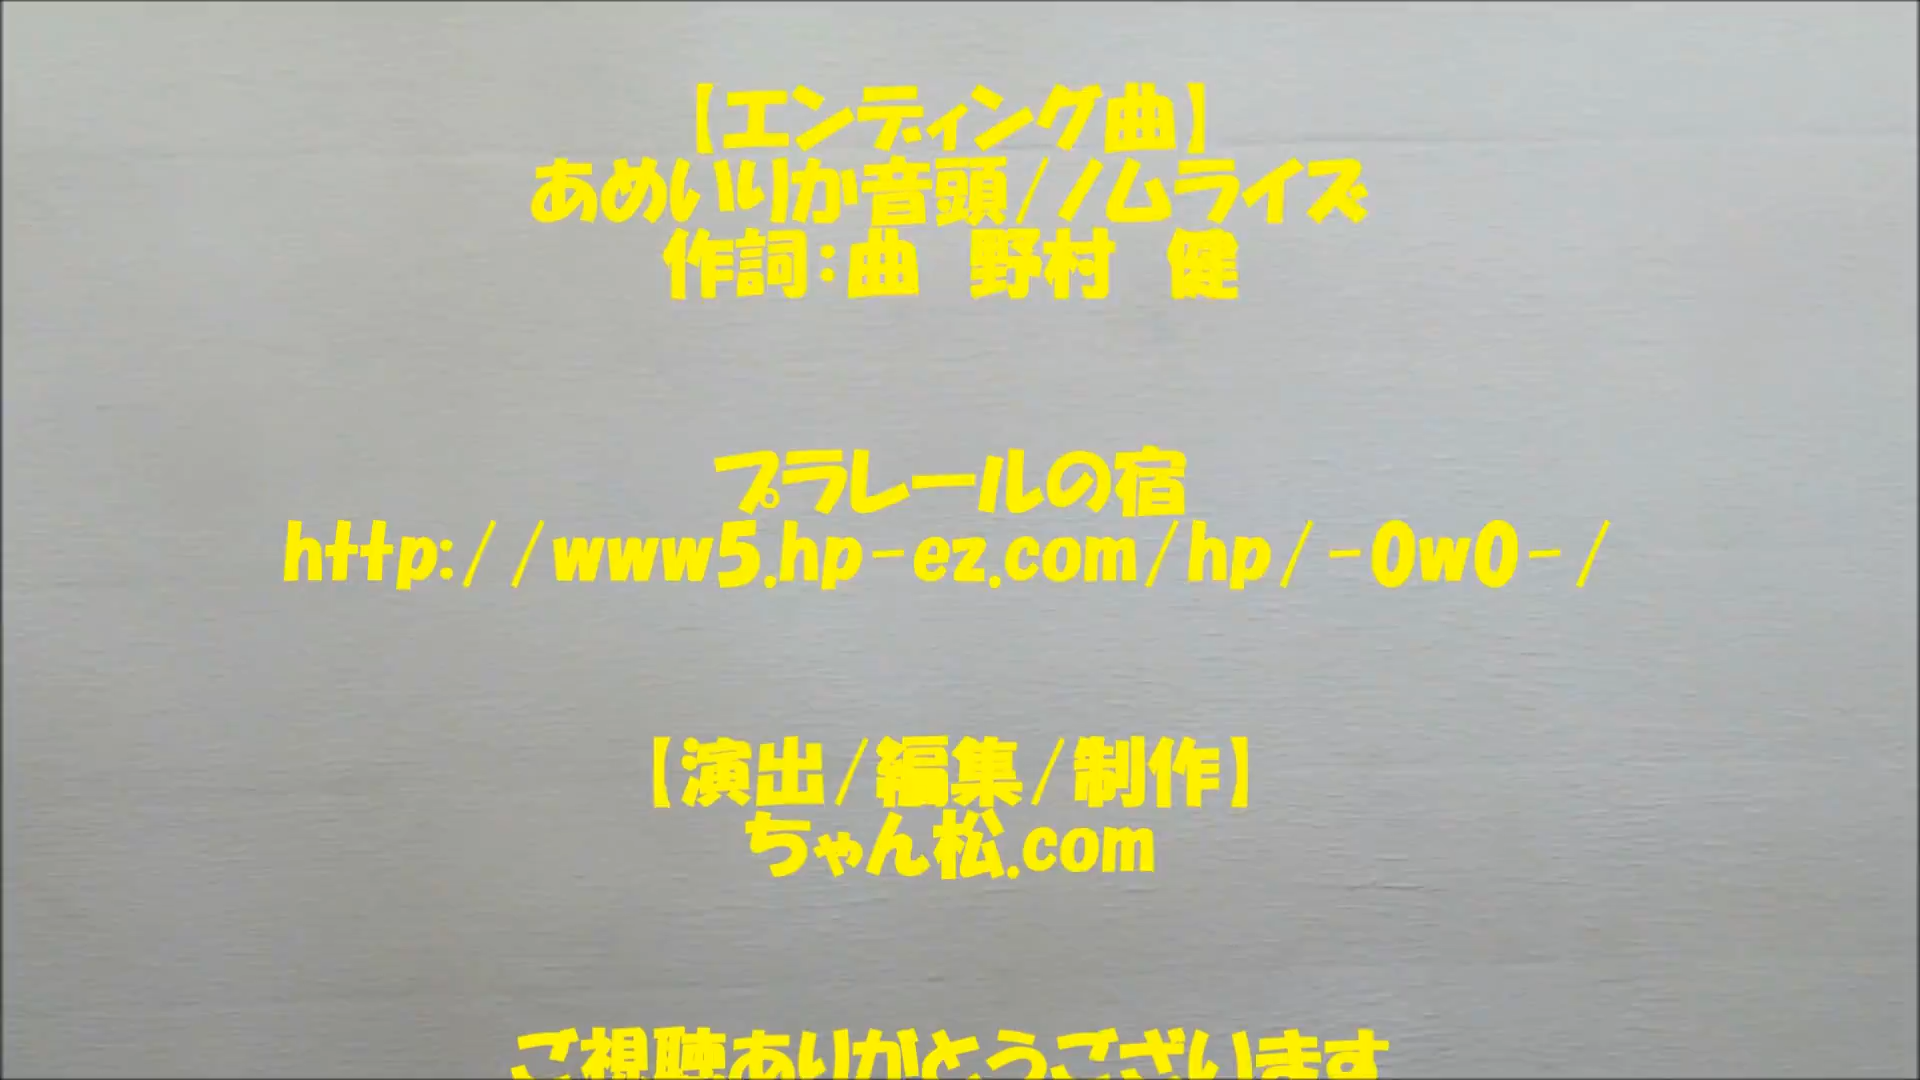 【エンディング曲】
あめいりか音頭/ノムライズ
作詞:曲　野村　健
プラレールの宿
http://www5.hp-ez.com/hp/-0w0-/
【演出/編集/制作】
ちゃん松.com
ご視聴ありがとうございます